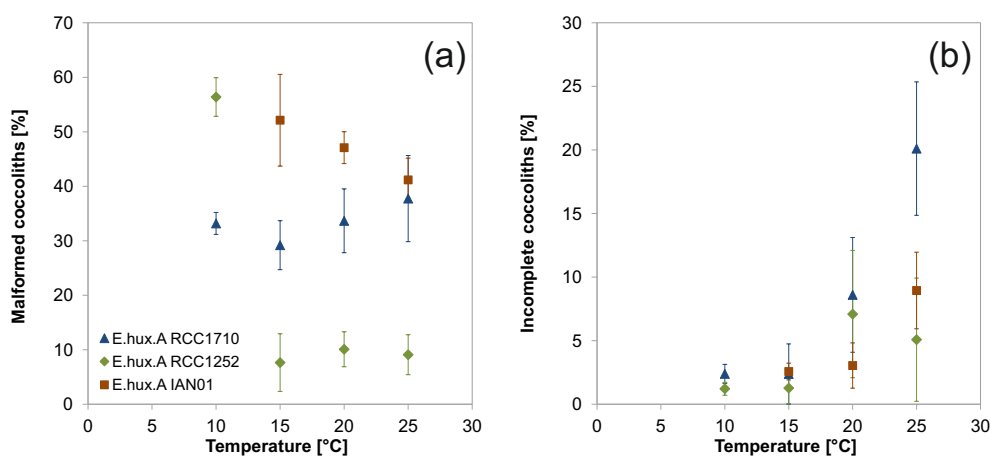 (a)
Malformed coccoliths [%]
70
60
50
40
30
20
10
0
E.hux.A RCC1710
E.hux.A RCC1252
E.hux.A IAN01
0 5 10 15 20 25 30
Temperature [°C]
(b)
Incomplete coccoliths [%]
30
25
20
15
10
5
0
0 5 10 15 20 25 30
Temperature [°C]